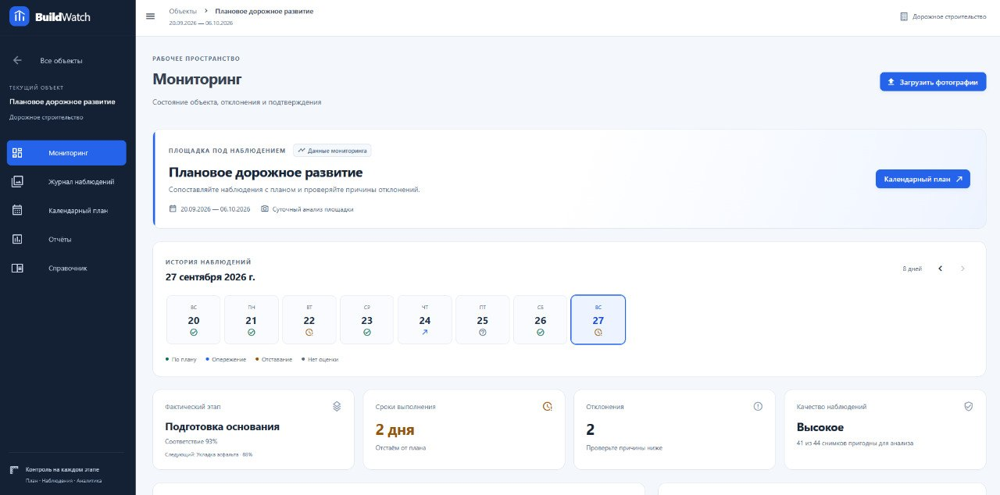 BuildWatch
Все объекты
ТЕКУЩИЙ ОБЪЕКТ
Плановое дорожное развитие
Дорожное строительство
Мониторинг
Журнал наблюдений
Календарный план
Отчёты
Справочник
Контроль на каждом этапе
План · Наблюдения · Аналитика
Объекты > Плановое дорожное развитие
20.09.2026 — 06.10.2026
Дорожное строительство
РАБОЧЕЕ ПРОСТРАНСТВО
Мониторинг
Состояние объекта, отклонения и подтверждения
Загрузить фотографии
ПЛОЩАДКА ПОД НАБЛЮДЕНИЕМ Данные мониторинга
Плановое дорожное развитие
Сопоставляйте наблюдения с планом и проверяйте причины отклонений.
20.09.2026 — 06.10.2026 Суточный анализ площадки
Календарный план
ИСТОРИЯ НАБЛЮДЕНИЙ
27 сентября 2026 г.
8 дней
ВС ПН ВТ СР ЧТ ПТ СБ ВС
20 21 22 23 24 25 26 27
По плану Опережение Отставание Нет оценки
Фактический этап
Подготовка основания
Соответствие 93%
Следующий: Укладка асфальта · 88%
Сроки выполнения
2 дня
Отстаём от плана
Отклонения
2
Проверьте причины ниже
Качество наблюдений
Высокое
41 из 44 снимков пригодны для анализа